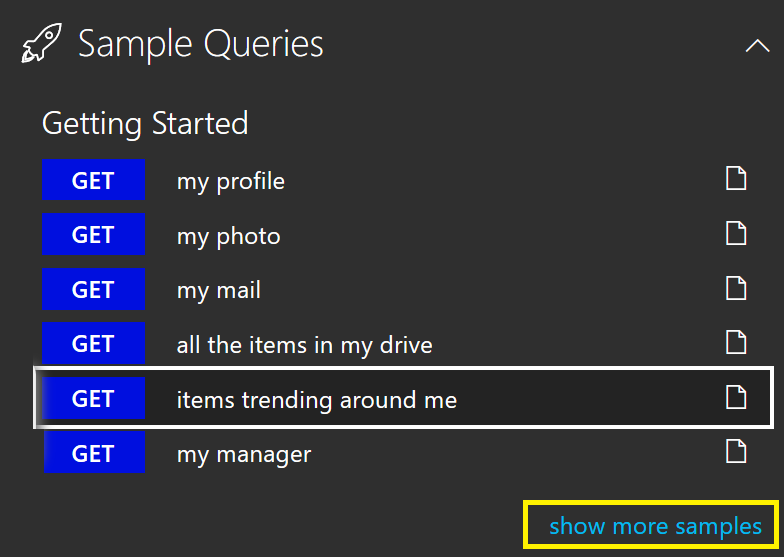 Sample Queries
Getting Started
GET my profile
GET my photo
GET my mail
GET all the items in my drive
GET items trending around me
GET my manager
show more samples